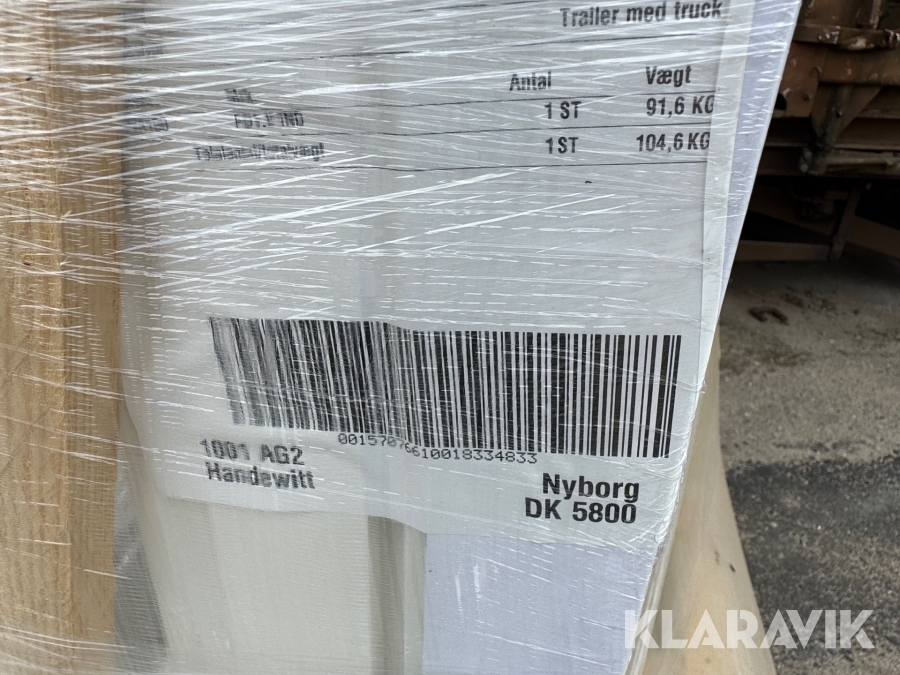 Trailer med truck
Antal Vægt
1 ST 91,6 KG
1 ST 104,6 KG
00157076610018334833
1001 AG2
Handewitt
Nyborg
DK 5800
KLARAVIK